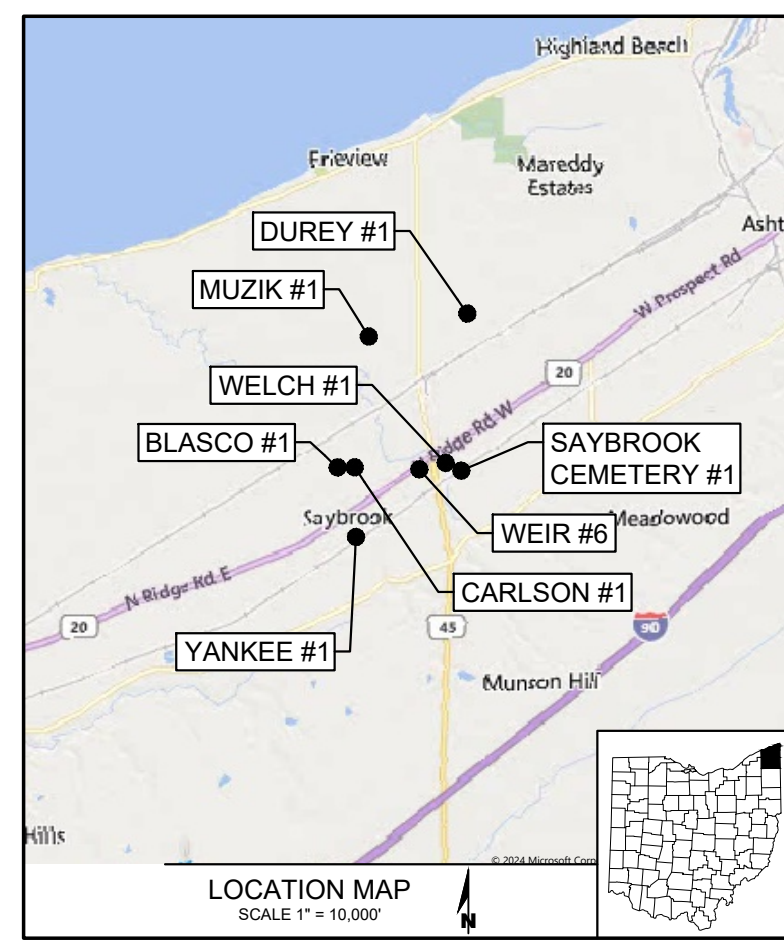 Highland Beach
Erieview
Mareddy
Estates
DUREY #1
Asht
MUZIK #1
W Prospect Rd
20
WELCH #1
Ridge Rd W
BLASCO #1
SAYBROOK
CEMETERY #1
Saybrook
WEIR #6
Meadowood
N Ridge Rd E
CARLSON #1
20
45
90
YANKEE #1
Munson Hill
Hills
© 2024 Microsoft Corp
LOCATION MAP
SCALE 1" = 10,000'
N